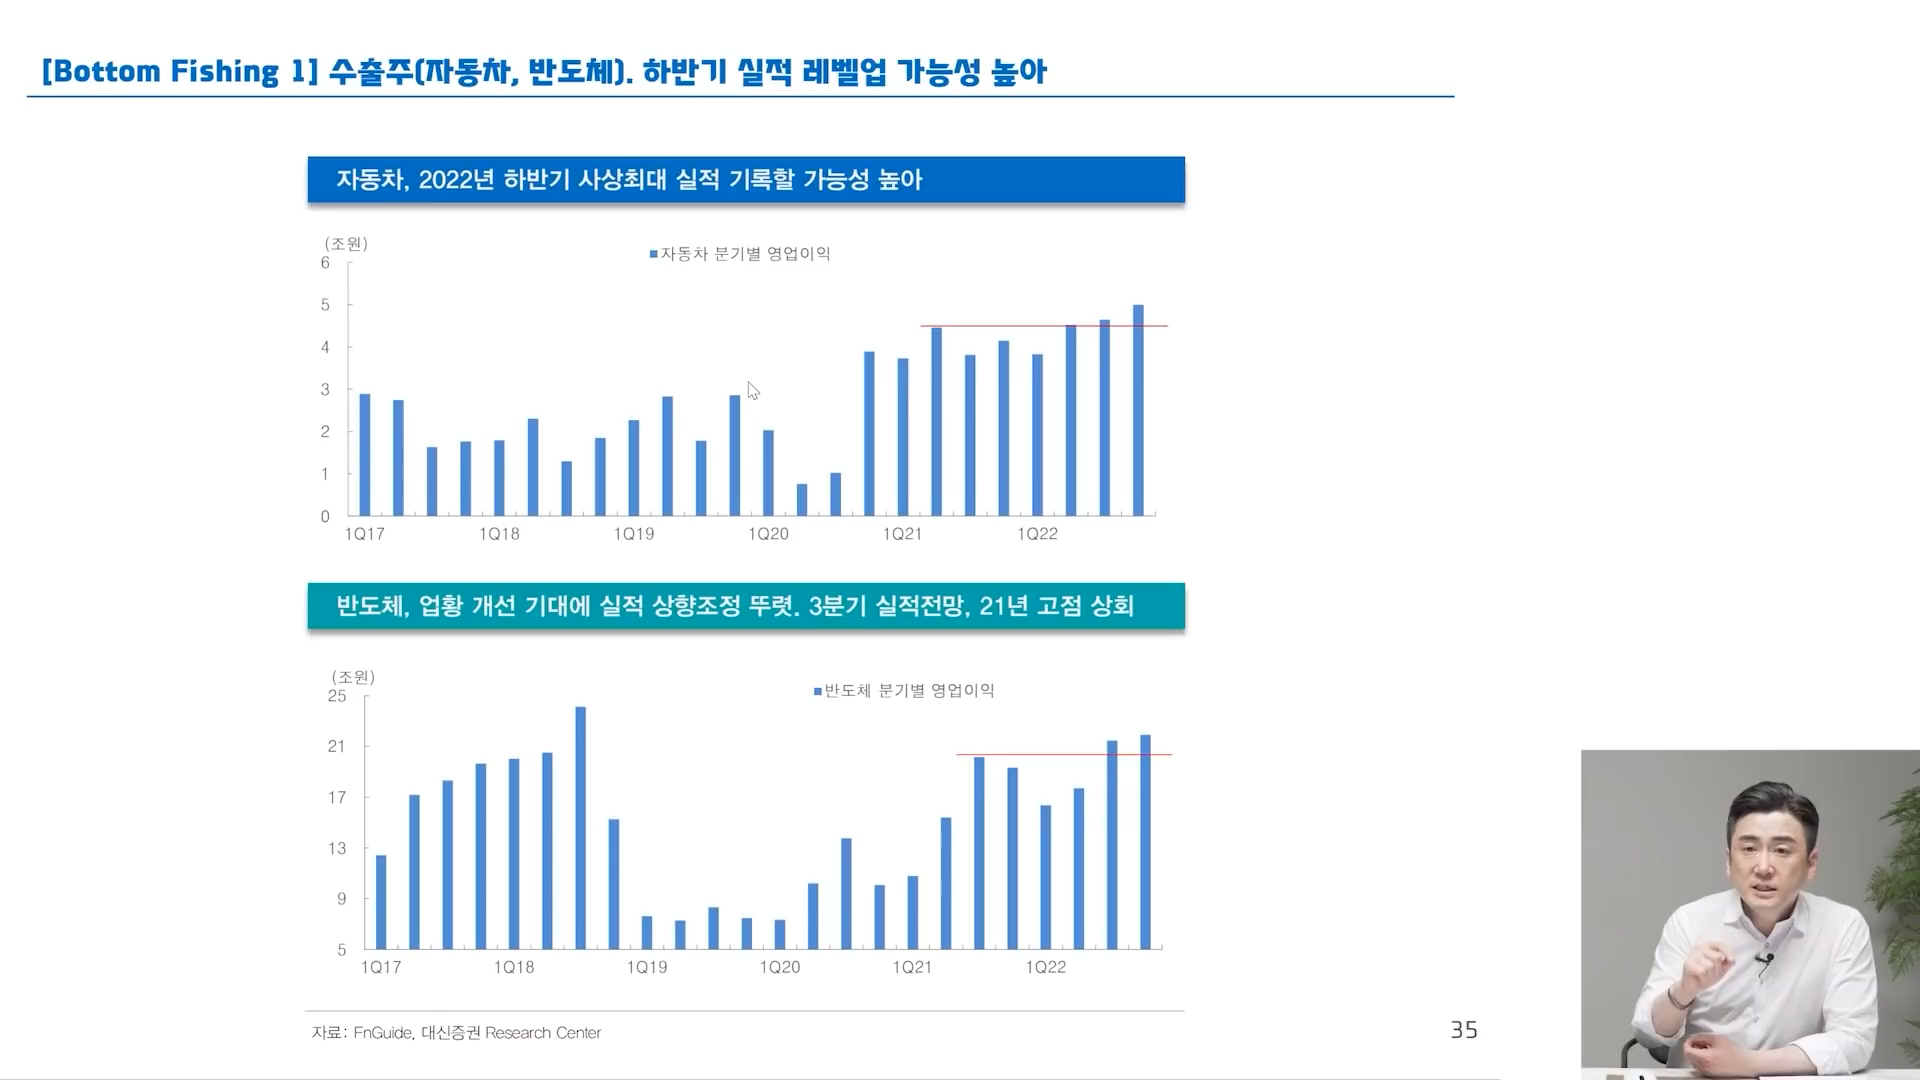 [Bottom Fishing 1] 수출주(자동차, 반도체). 하반기 실적 레벨업 가능성 높아
자동차, 2022년 하반기 사상최대 실적 기록할 가능성 높아
(조원)
자동차 분기별 영업이익
6
5
4
3
2
1
0
1Q17 1Q18 1Q19 1Q20 1Q21 1Q22
반도체, 업황 개선 기대에 실적 상향조정 뚜렷. 3분기 실적전망, 21년 고점 상회
(조원)
반도체 분기별 영업이익
25
21
17
13
9
5
1Q17 1Q18 1Q19 1Q20 1Q21 1Q22
자료: FnGuide, 대신증권 Research Center
35